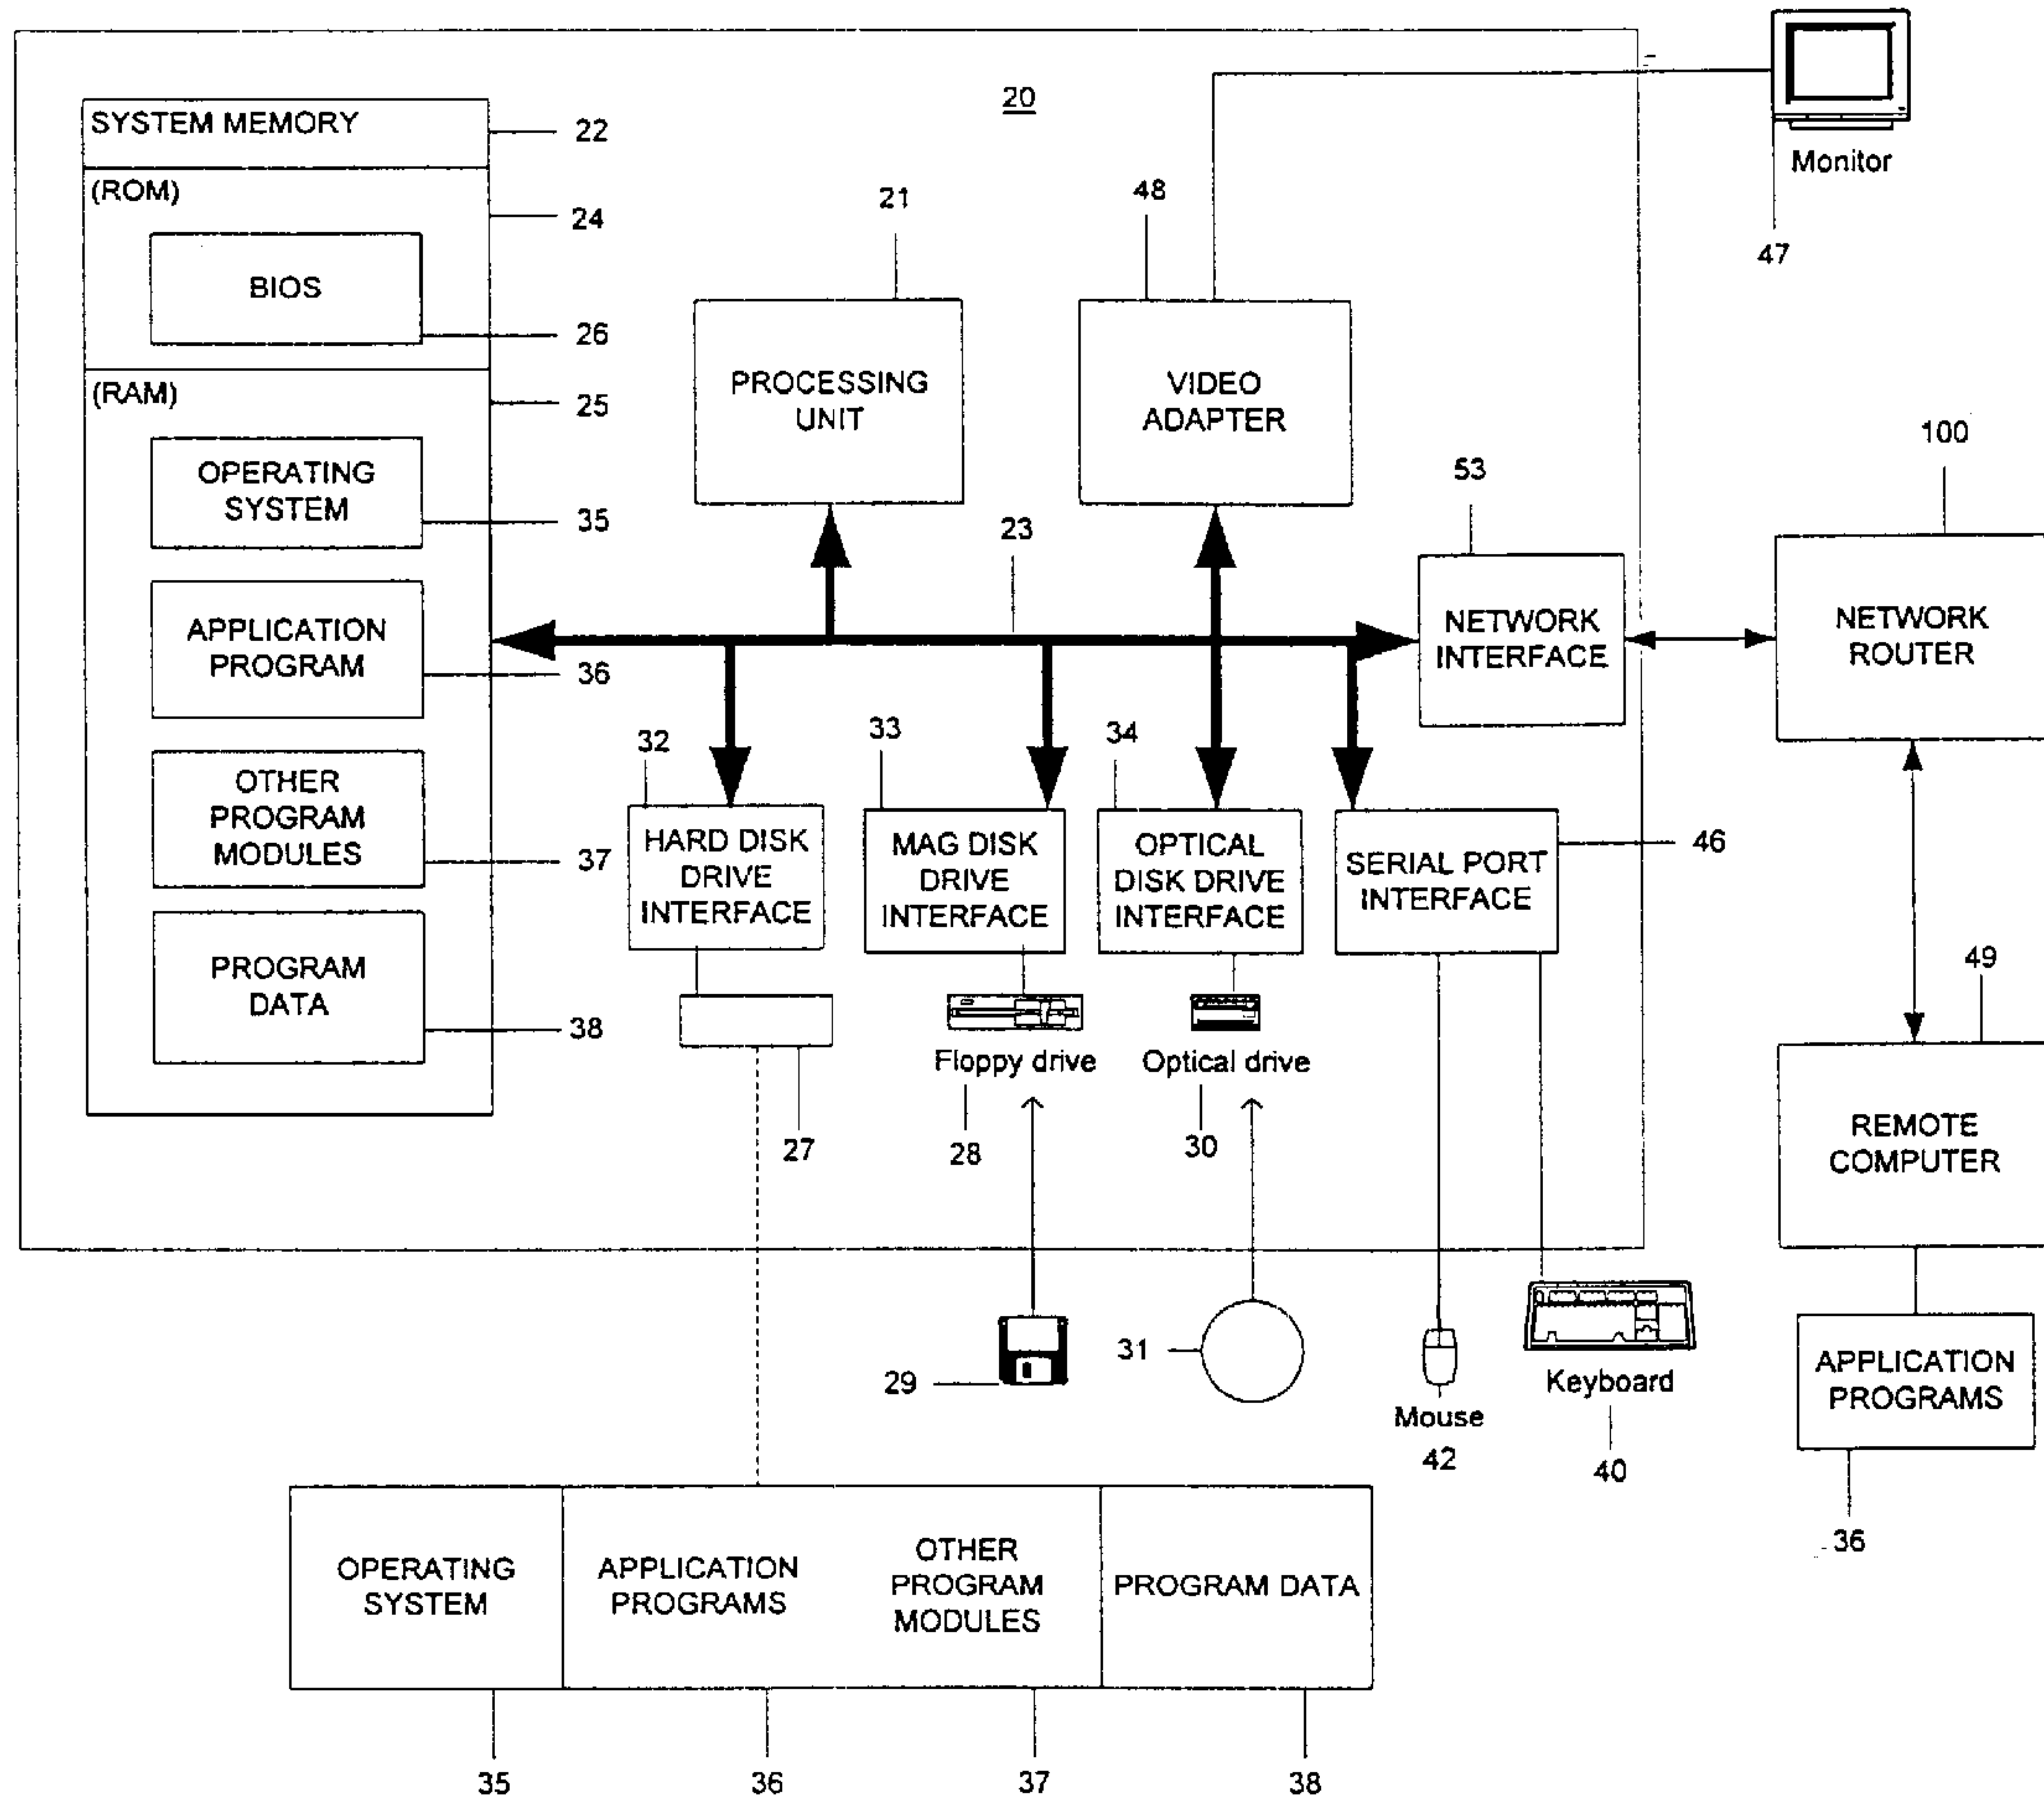 20
Monitor
47
SYSTEM MEMORY
22
(ROM)
24
BIOS
26
(RAM)
25
OPERATING
SYSTEM
35
APPLICATION
PROGRAM
36
OTHER
PROGRAM
MODULES
37
PROGRAM
DATA
38
21
PROCESSING
UNIT
48
VIDEO
ADAPTER
23
53
NETWORK
INTERFACE
100
NETWORK
ROUTER
32
HARD DISK
DRIVE
INTERFACE
33
MAG DISK
DRIVE
INTERFACE
34
OPTICAL
DISK DRIVE
INTERFACE
SERIAL PORT
INTERFACE
46
27
Floppy drive
28
Optical drive
30
49
REMOTE
COMPUTER
29
31
Mouse
42
Keyboard
40
APPLICATION
PROGRAMS
36
OPERATING
SYSTEM
APPLICATION
PROGRAMS
OTHER
PROGRAM
MODULES
PROGRAM DATA
35
36
37
38